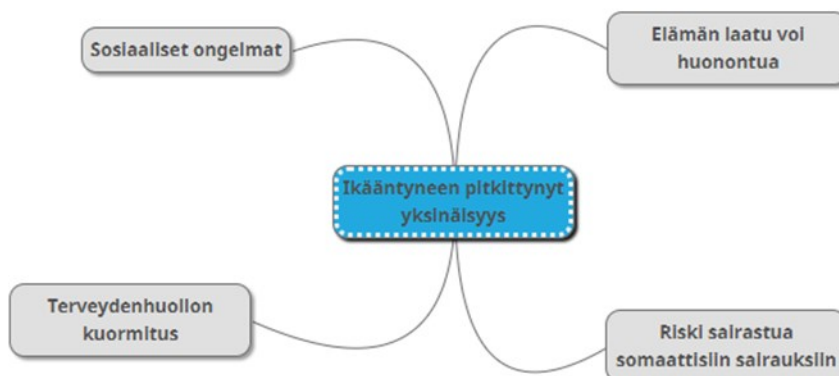 Sosiaaliset ongelmat
Elämän laatu voi
huonontua
Ikääntyneen pitkittynyt
yksinäisyys
Terveydenhuollon
kuormitus
Riski sairastua
somaattisiin sairauksiin